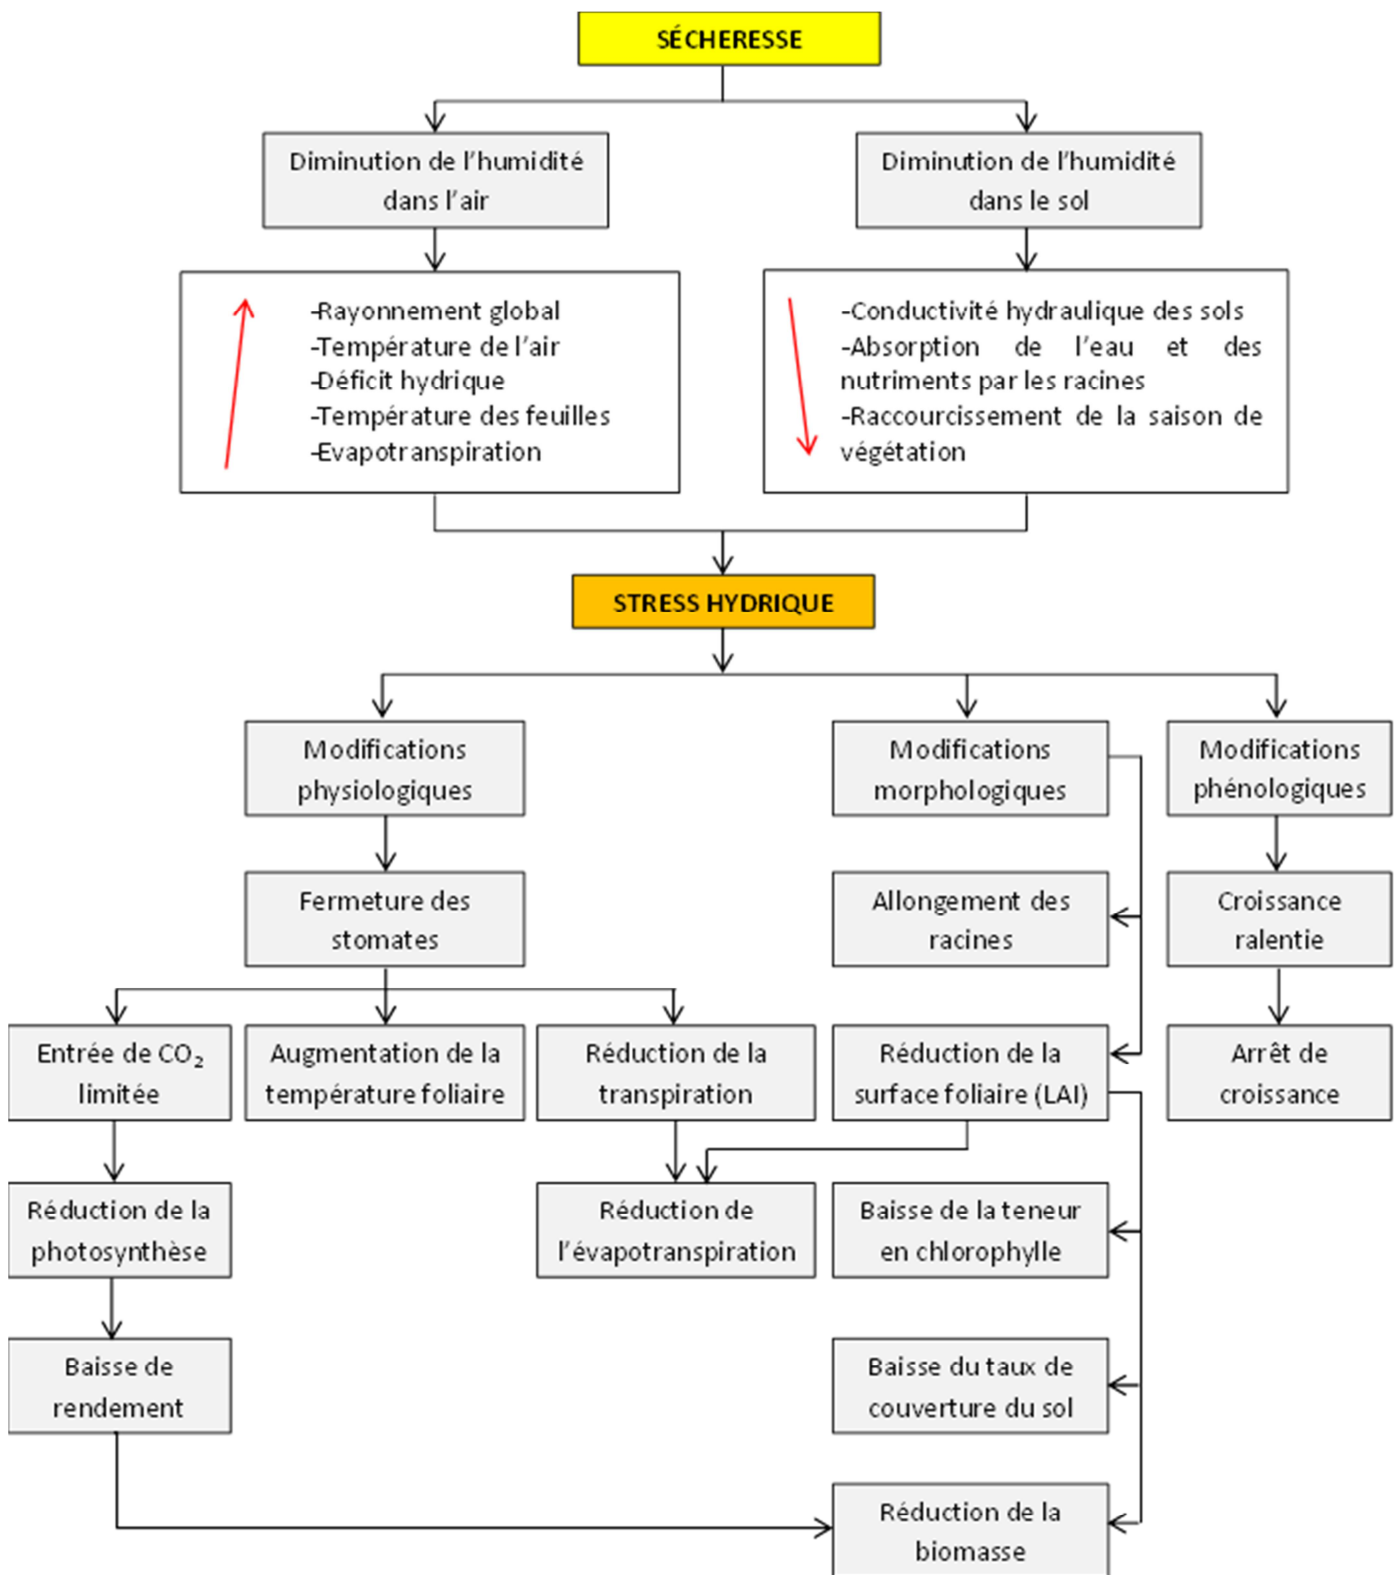 SÉCHERESSE
Diminution de l'humidité
dans l'air
Diminution de l'humidité
dans le sol
-Rayonnement global
-Température de l'air
-Déficit hydrique
-Température des feuilles
-Evapotranspiration
-Conductivité hydraulique des sols
-Absorption de l'eau et des
nutriments par les racines
-Raccourcissement de la saison de
végétation
STRESS HYDRIQUE
Modifications
physiologiques
Modifications
morphologiques
Modifications
phénologiques
Fermeture des
stomates
Allongement des
racines
Croissance
ralentie
Entrée de CO₂
limitée
Augmentation de la
température foliaire
Réduction de la
transpiration
Réduction de la
surface foliaire (LAI)
Arrêt de
croissance
Réduction de la
photosynthèse
Réduction de
l'évapotranspiration
Baisse de la teneur
en chlorophylle
Baisse de
rendement
Baisse du taux de
couverture du sol
Réduction de la
biomasse